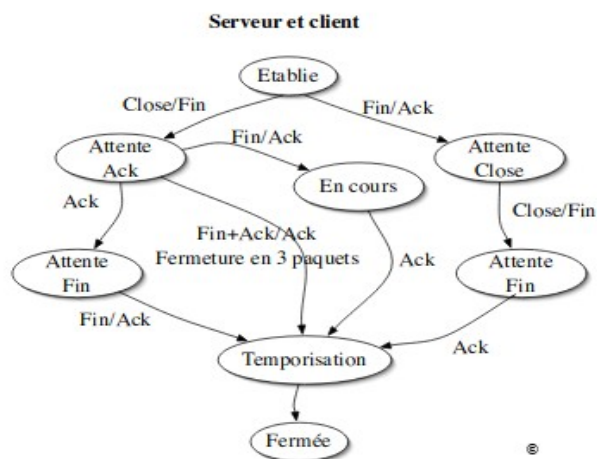 Serveur et client
Etablie
Close/Fin
Fin/Ack
Attente
Ack
Fin/Ack
Attente
Close
En cours
Ack
Close/Fin
Fin+Ack/Ack
Fermeture en 3 paquets
Ack
Attente
Fin
Attente
Fin
Fin/Ack
Ack
Temporisation
Fermée
©